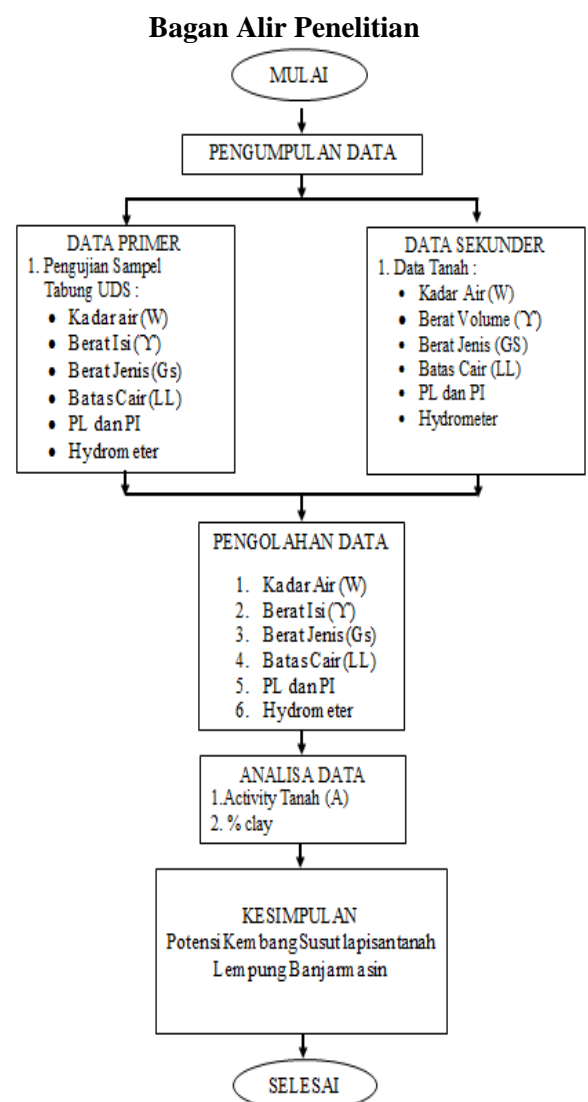 Bagan Alir Penelitian
MULAI
PENGUMPULAN DATA
DATA PRIMER
1. Pengujian Sampel
Tabung UDS :
• Kadar air (W)
• Berat Isi (ϒ)
• Berat Jenis (Gs)
• Batas Cair (LL)
• PL dan PI
• Hydrometer
DATA SEKUNDER
1. Data Tanah :
• Kadar Air (W)
• Berat Volume (ϒ)
• Berat Jenis (GS)
• Batas Cair (LL)
• PL dan PI
• Hydrometer
PENGOLAHAN DATA
1. Kadar Air (W)
2. Berat Isi (ϒ)
3. Berat Jenis (Gs)
4. Batas Cair (LL)
5. PL dan PI
6. Hydrometer
ANALISA DATA
1.Activity Tanah (A)
2. % clay
KESIMPULAN
Potensi Kembang Susut lapisan tanah
Lempung Banjarmasin
SELESAI